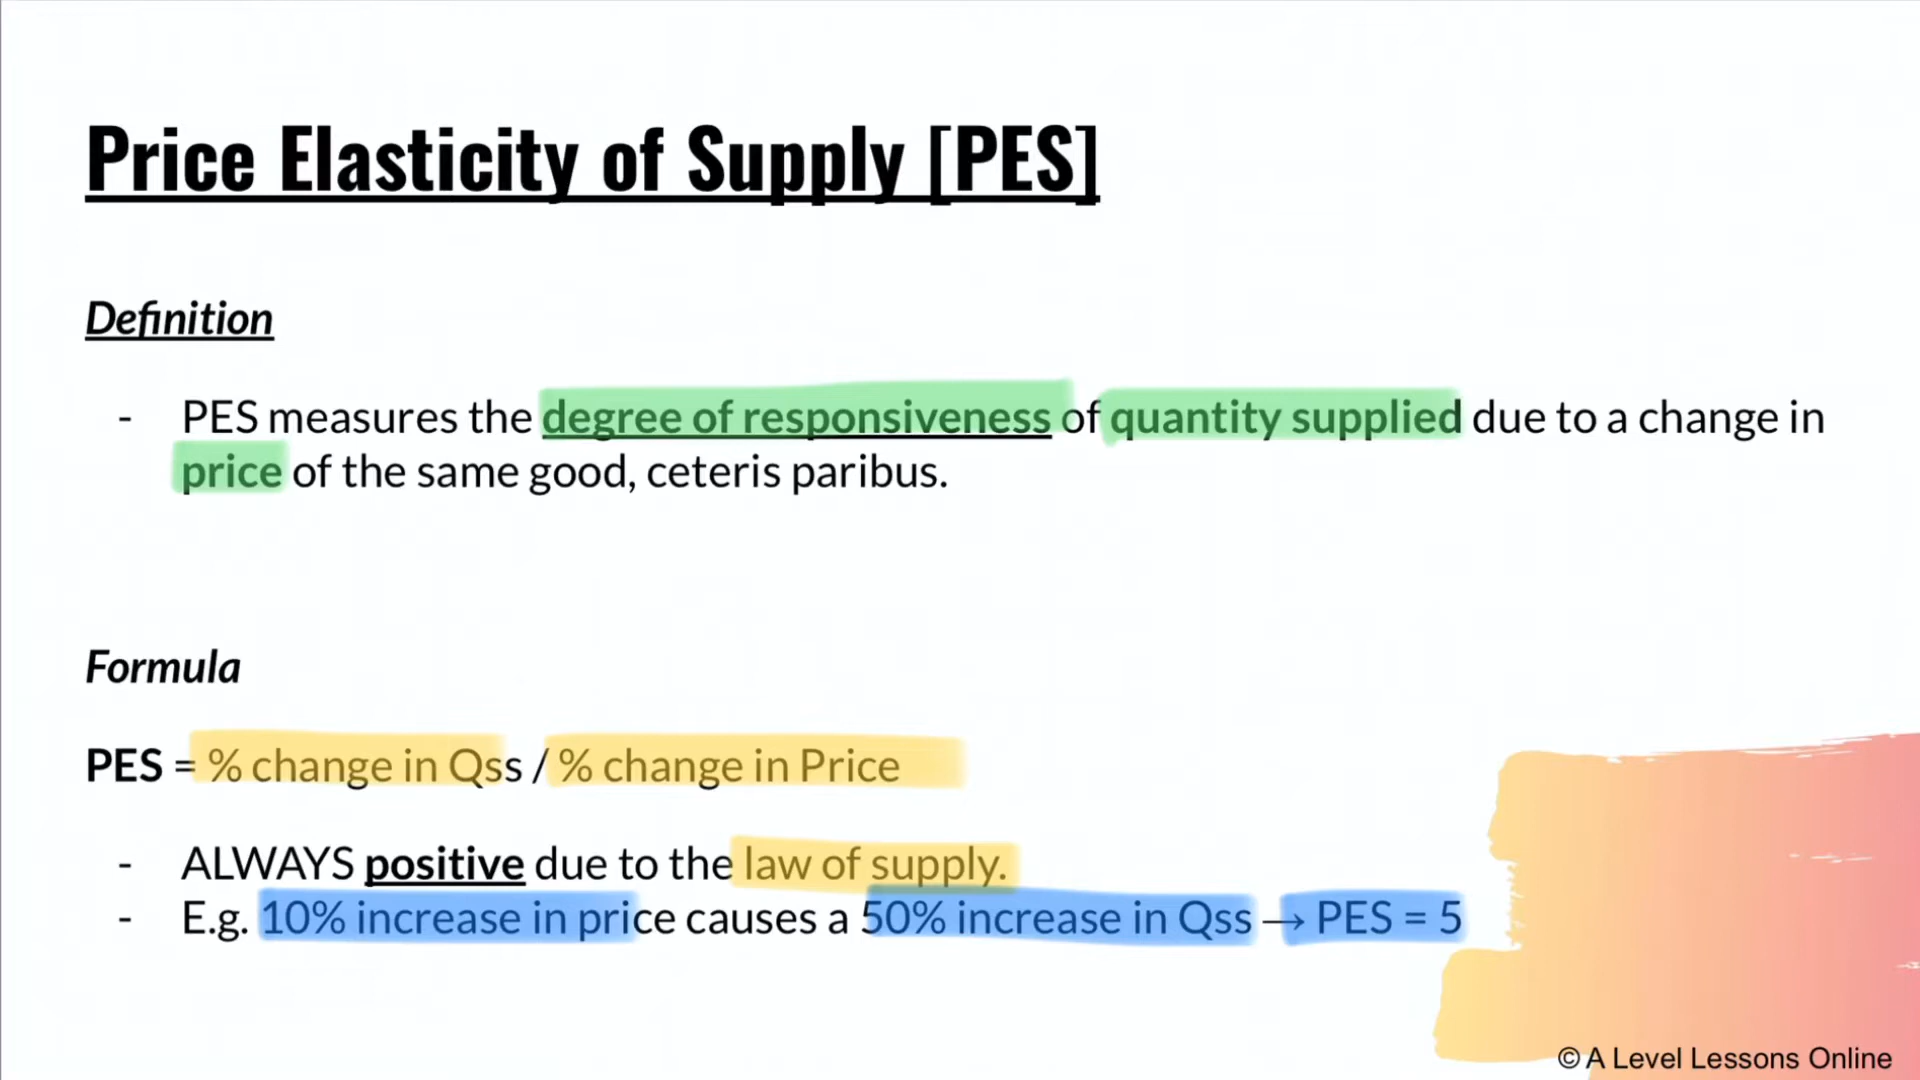 Price Elasticity of Supply [PES]
Definition
- PES measures the degree of responsiveness of quantity supplied due to a change in
price of the same good, ceteris paribus.
Formula
PES = % change in Qss / % change in Price
- ALWAYS positive due to the law of supply.
- E.g. 10% increase in price causes a 50% increase in Qss → PES = 5
© A Level Lessons Online